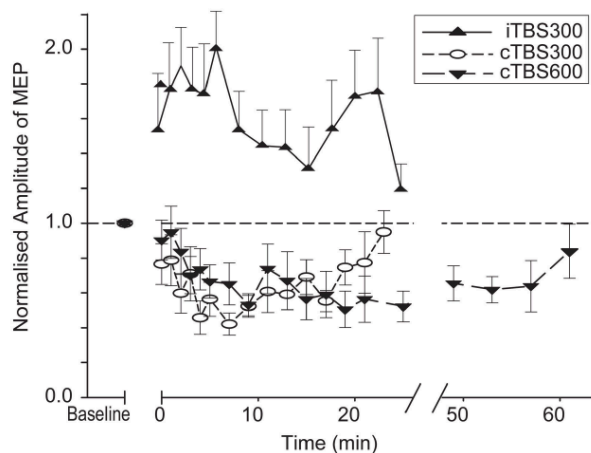 iTBS300
cTBS300
cTBS600
Normalised Amplitude of MEP
2.0
1.0
0.0
Baseline
0
10
20
50
60
Time (min)